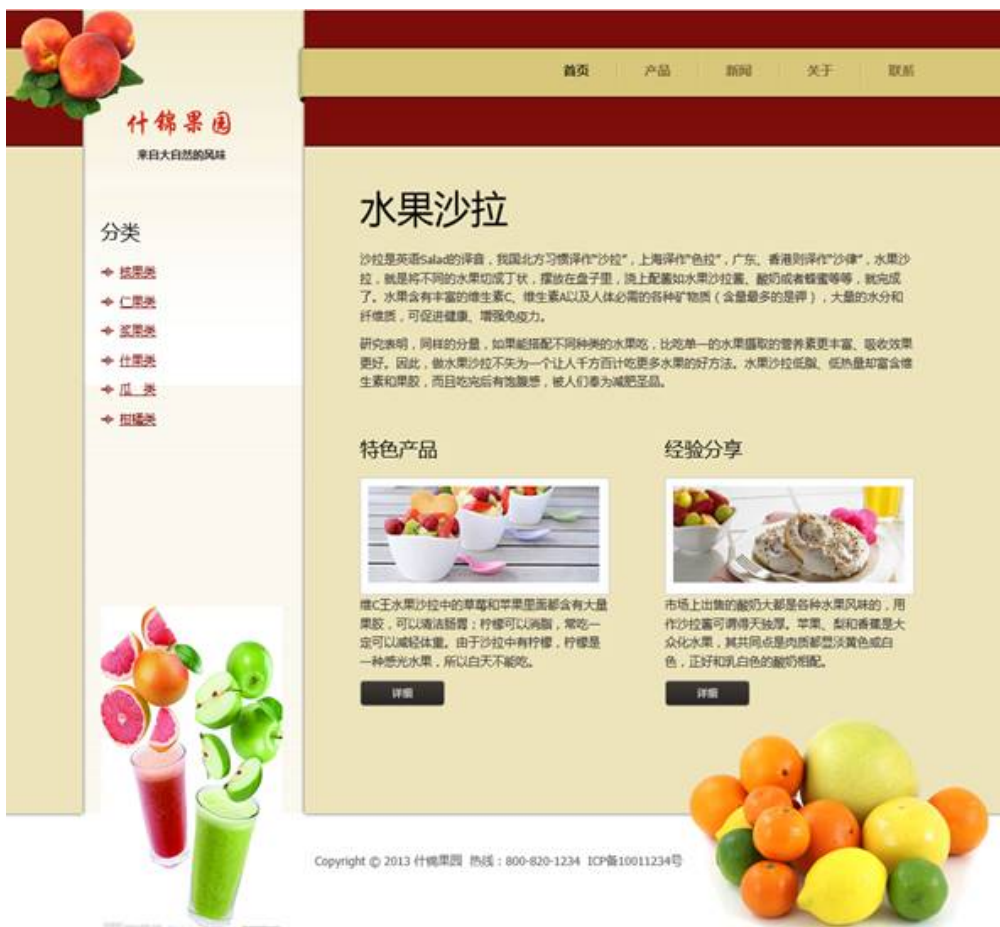 首页 产品 新闻 关于 联系
什锦果园
来自大自然的风味
分类
核果类
仁果类
浆果类
什果类
瓜 类
柑橘类
水果沙拉
沙拉是英语Salad的译音，我国北方习惯译作"沙拉"，上海译作"色拉"，广东、香港则译作"沙律"，水果沙
拉，就是将不同的水果切成丁状，摆放在盘子里，浇上配酱如水果沙拉酱、酸奶或者蜂蜜等等，就完成
了。水果含有丰富的维生素C、维生素A以及人体必需的各种矿物质（含量最多的是钾），大量的水分和
纤维质，可促进健康、增强免疫力。
研究表明，同样的分量，如果能搭配不同种类的水果吃，比吃单一的水果摄取的营养素更丰富、吸收效果
更好。因此，做水果沙拉不失为一个让人千方百计吃更多水果的好方法。水果沙拉低脂、低热量却富含维
生素和果胶，而且吃完后有饱腹感，被人们奉为减肥圣品。
特色产品
维C王水果沙拉中的草莓和苹果里面都含有大量
果胶，可以清洁肠胃；柠檬可以消脂，常吃一
定可以减轻体重。由于沙拉中有柠檬，柠檬是
一种感光水果，所以白天不能吃。
详细
经验分享
市场上出售的酸奶大都是各种水果风味的，用
作沙拉酱可谓得天独厚。苹果、梨和香蕉是大
众化水果，其共同点是肉质都显淡黄色或白
色，正好和乳白色的酸奶相配。
详细
Copyright © 2013 什锦果园 热线：800-820-1234 ICP备10011234号